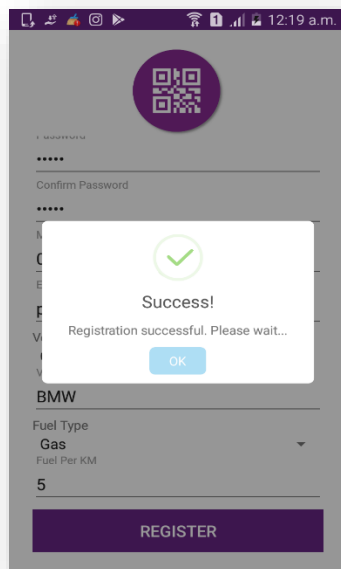 1 12:19 a.m.
•••••
Confirm Password
•••••
Success!
Registration successful. Please wait...
OK
BMW
Fuel Type
Gas
Fuel Per KM
5
REGISTER